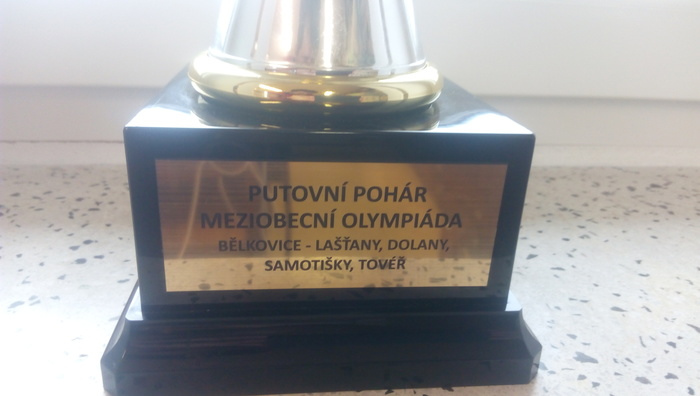 PUTOVNÍ POHÁR
MEZIOBECNÍ OLYMPIÁDA
BĚLKOVICE - LAŠŤANY, DOLANY,
SAMOTIŠKY, TOVÉŘ